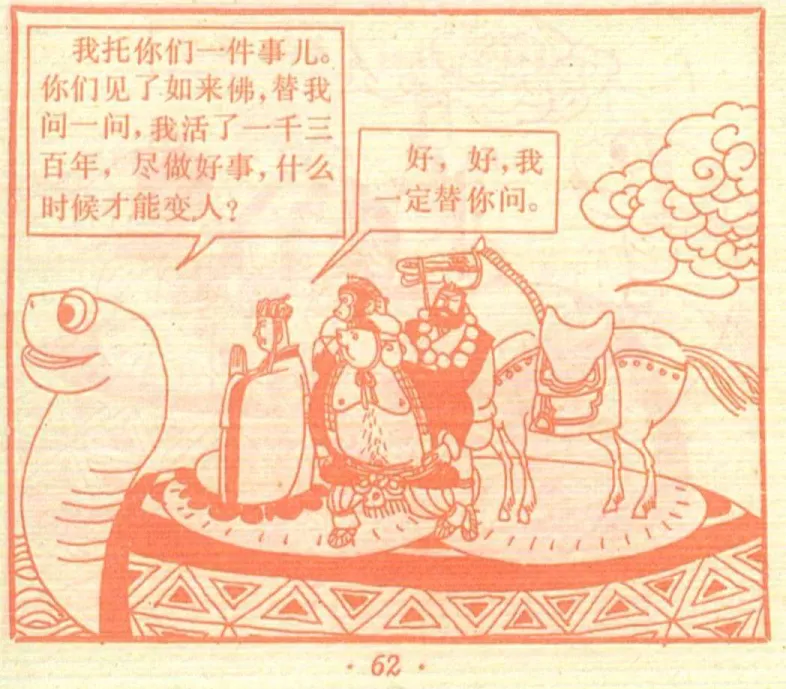 我托你们一件事儿。
你们见了如来佛,替我
问一问,我活了一千三
百年,尽做好事,什么
时候才能变人?
好,好,我
一定替你问。
·62·